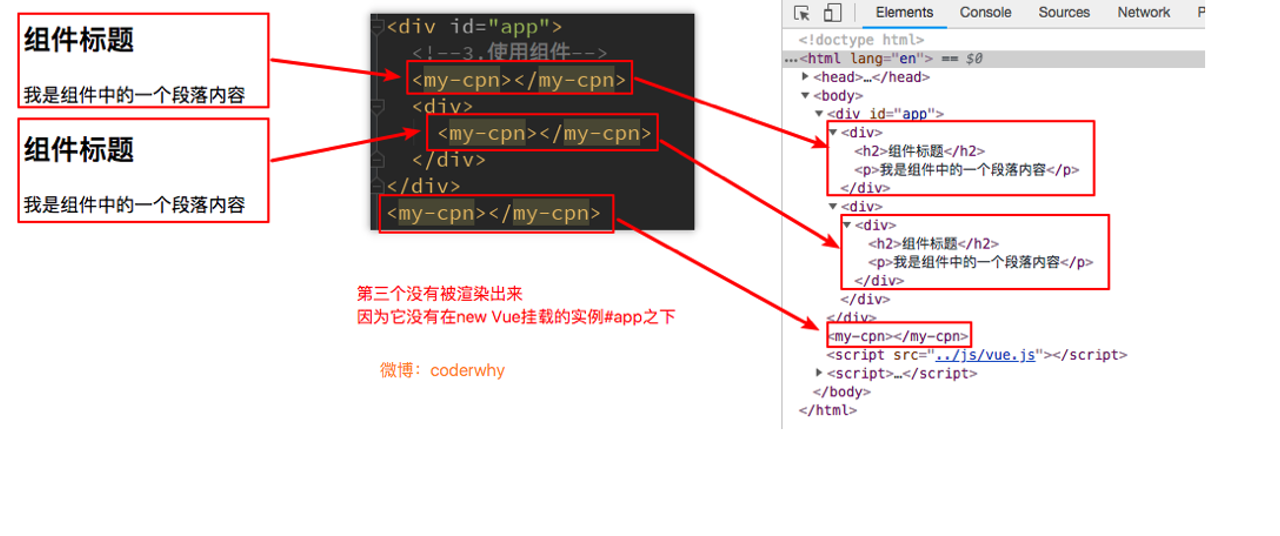 组件标题
我是组件中的一个段落内容
组件标题
我是组件中的一个段落内容
<div id="app">
<!--3.使用组件-->
<my-cpn></my-cpn>
<div>
<my-cpn></my-cpn>
</div>
</div>
<my-cpn></my-cpn>
第三个没有被渲染出来
因为它没有在new Vue挂载的实例#app之下
微博：coderwhy
Elements Console Sources Network P
<!doctype html>
…<html lang="en"> == $0
<head>…</head>
<body>
<div id="app">
<div>
<h2>组件标题</h2>
<p>我是组件中的一个段落内容</p>
</div>
<div>
<div>
<h2>组件标题</h2>
<p>我是组件中的一个段落内容</p>
</div>
</div>
</div>
<my-cpn></my-cpn>
<script src="../js/vue.js"></script>
<script>…</script>
</body>
</html>